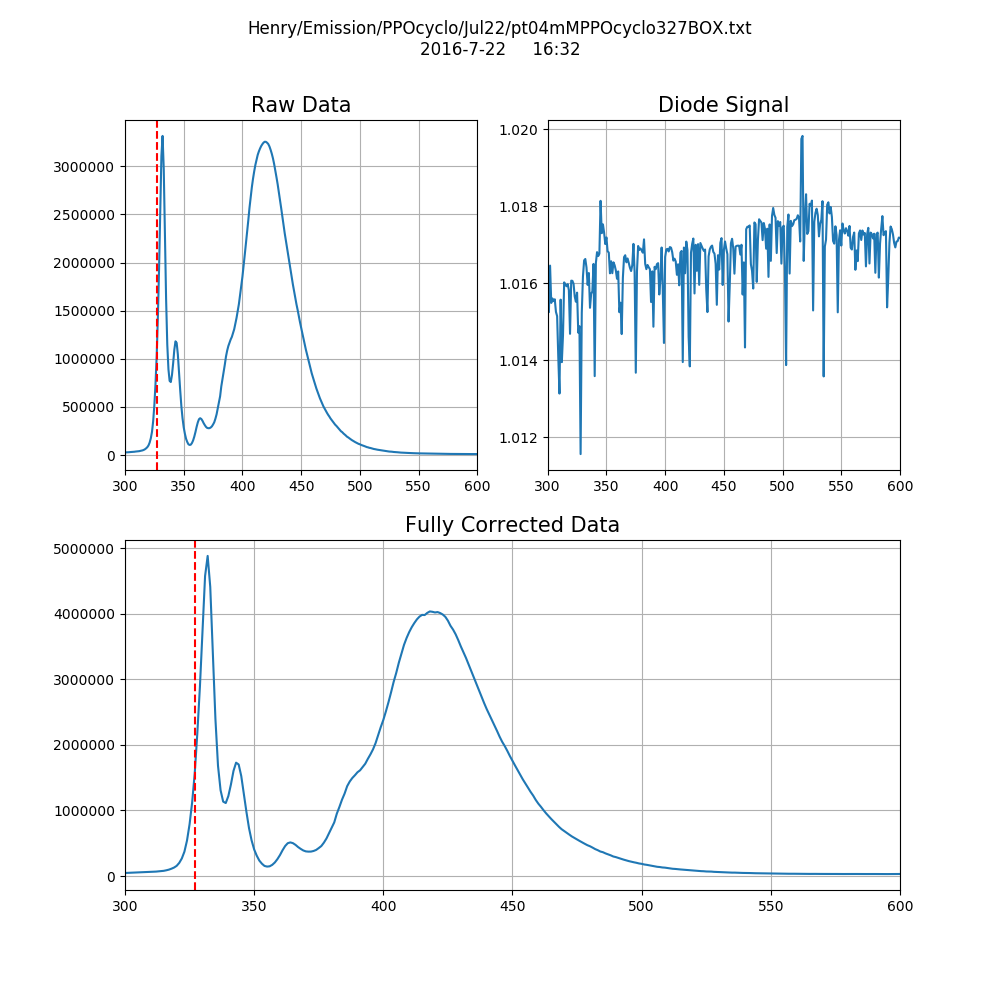 Henry/Emission/PPOcyclo/Jul22/pt04mMPPOcyclo327BOX.txt
2016-7-22 16:32
Raw Data
3000000
2500000
2000000
1500000
1000000
500000
0
300 350 400 450 500 550 600
Diode Signal
1.020
1.018
1.016
1.014
1.012
300 350 400 450 500 550 600
Fully Corrected Data
5000000
4000000
3000000
2000000
1000000
0
300 350 400 450 500 550 600